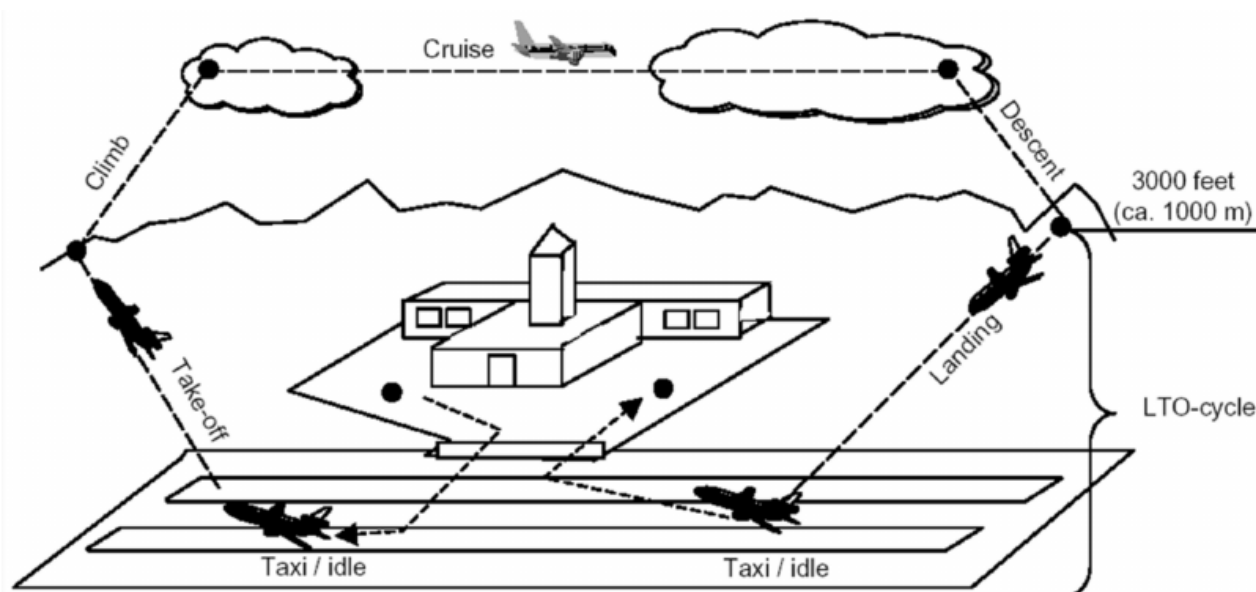 Cruise
Climb
Descent
3000 feet
(ca. 1000 m)
Take-off
Landing
LTO-cycle
Taxi / idle
Taxi / idle